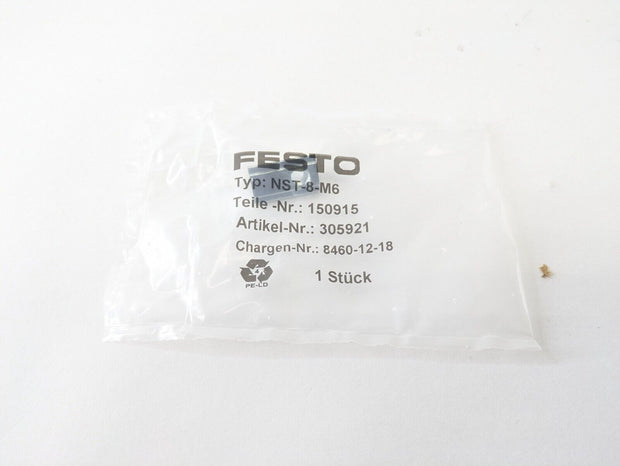 FESTO
Typ: NST-8-M6
Teile -Nr.: 150915
Artikel-Nr.: 305921
Chargen-Nr.: 8460-12-18
4
PE-LD
1 Stück